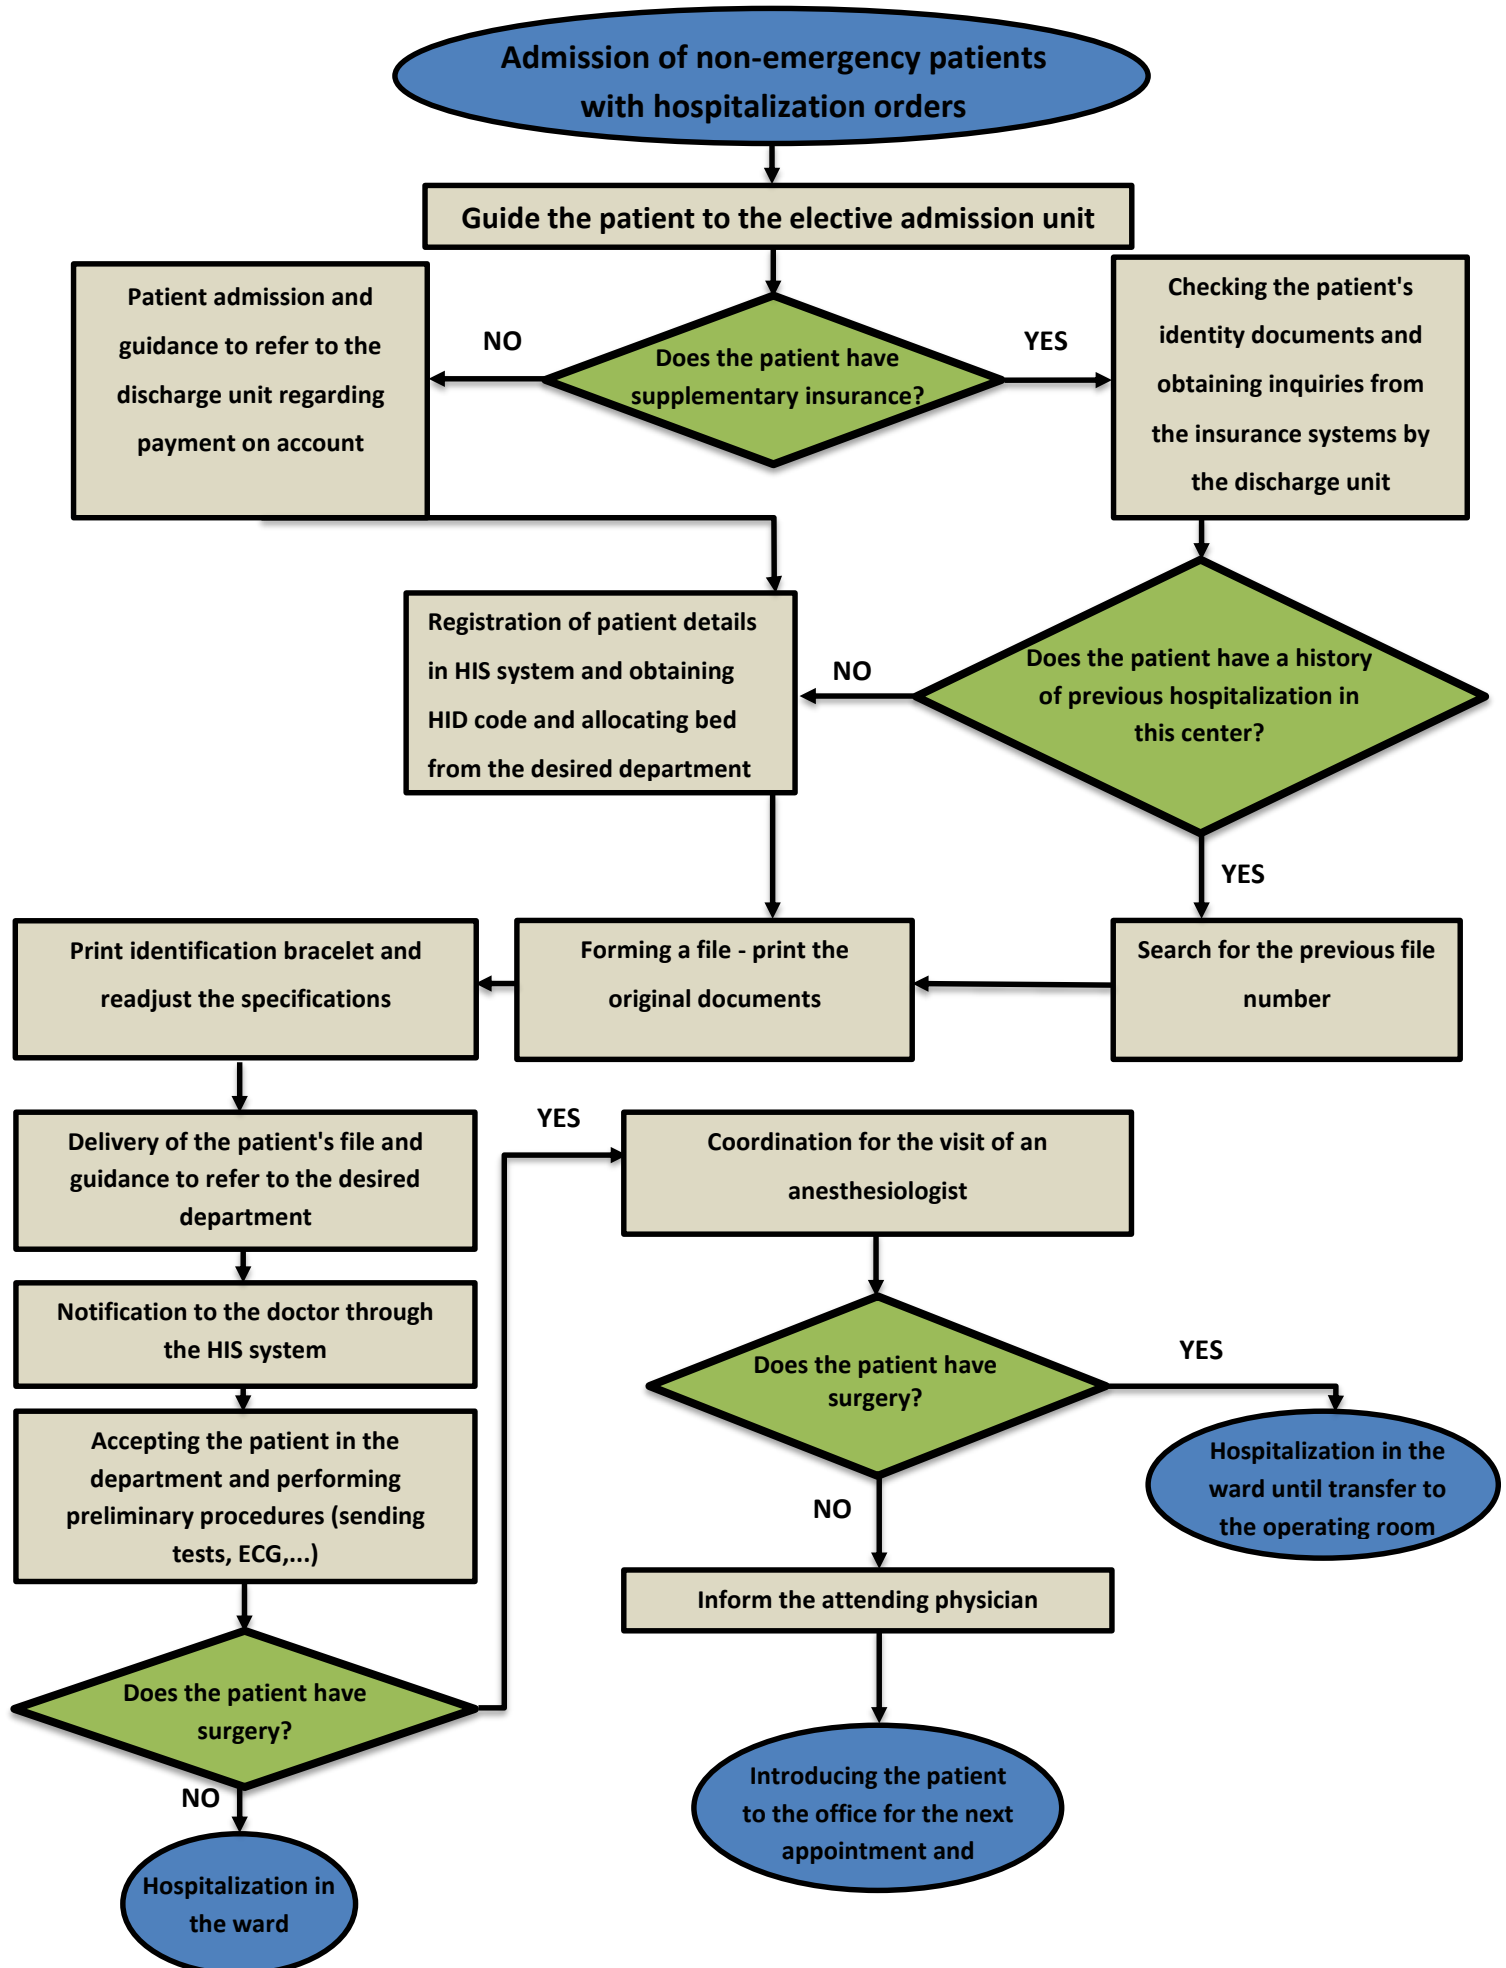 Admission of non-emergency patients
with hospitalization orders
Guide the patient to the elective admission unit
Patient admission and
guidance to refer to the
discharge unit regarding
payment on account
NO
Does the patient have
supplementary insurance?
YES
Checking the patient's
identity documents and
obtaining inquiries from
the insurance systems by
the discharge unit
Registration of patient details
in HIS system and obtaining
HID code and allocating bed
from the desired department
NO
Does the patient have a history
of previous hospitalization in
this center?
YES
Print identification bracelet and
readjust the specifications
Forming a file - print the
original documents
Search for the previous file
number
Delivery of the patient's file and
guidance to refer to the desired
department
YES
Coordination for the visit of an
anesthesiologist
Notification to the doctor through
the HIS system
Does the patient have
surgery?
YES
Accepting the patient in the
department and performing
preliminary procedures (sending
tests, ECG,...)
Hospitalization in the
ward until transfer to
the operating room
NO
Inform the attending physician
Does the patient have
surgery?
NO
Introducing the patient
to the office for the next
appointment and
Hospitalization in
the ward